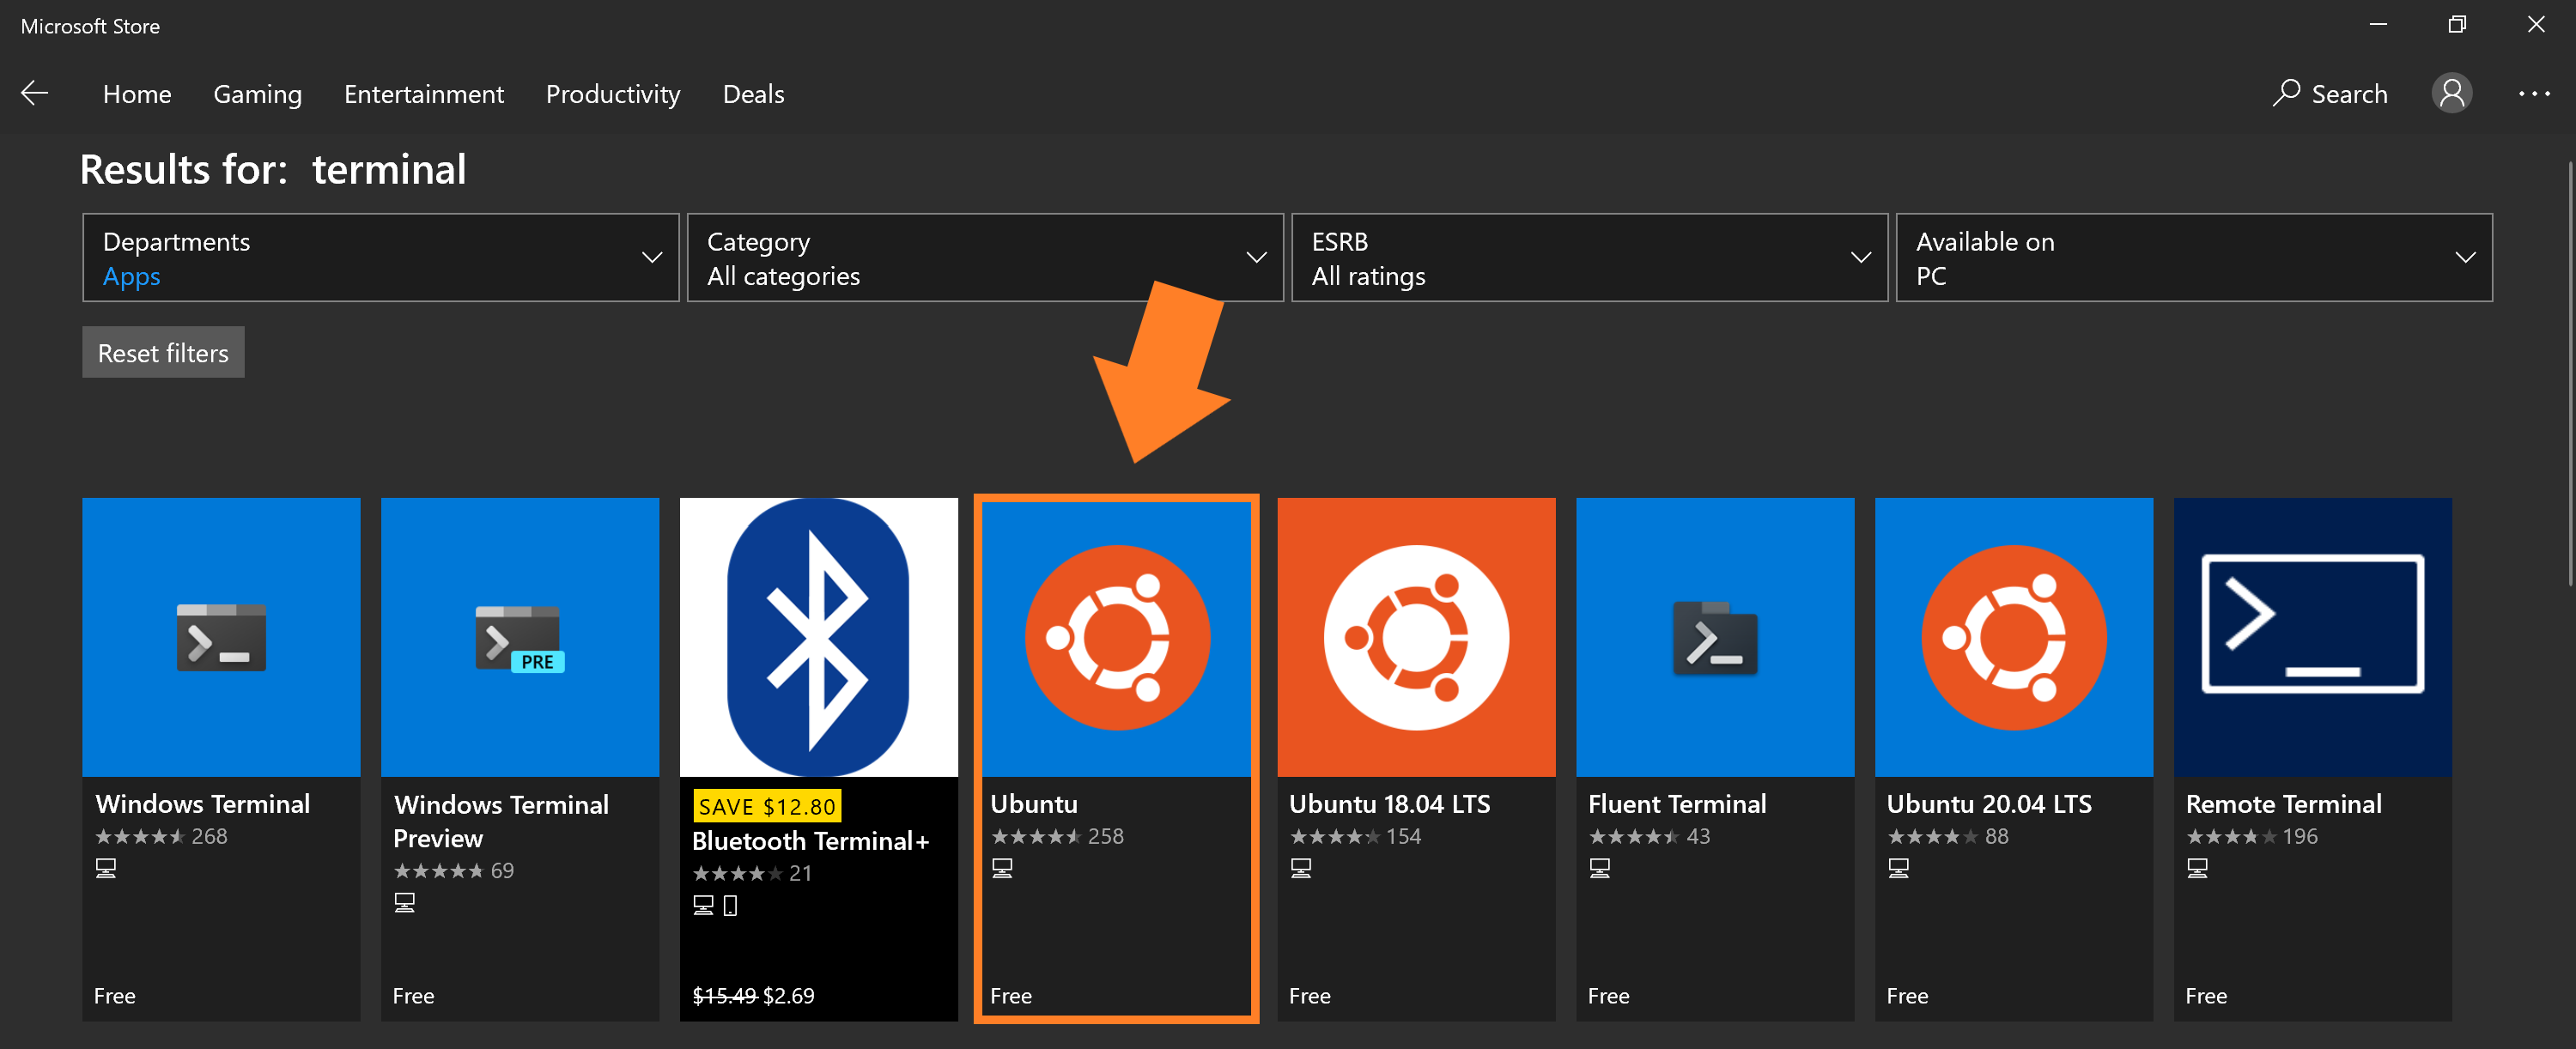 Microsoft Store
Home Gaming Entertainment Productivity Deals Search
Results for: terminal
Departments
Apps
Category
All categories
ESRB
All ratings
Available on
PC
Reset filters
PRE
Windows Terminal
268
Free
Windows Terminal
Preview
69
Free
SAVE $12.80
Bluetooth Terminal+
21
$15.49 $2.69
Ubuntu
258
Free
Ubuntu 18.04 LTS
154
Free
Fluent Terminal
43
Free
Ubuntu 20.04 LTS
88
Free
Remote Terminal
196
Free